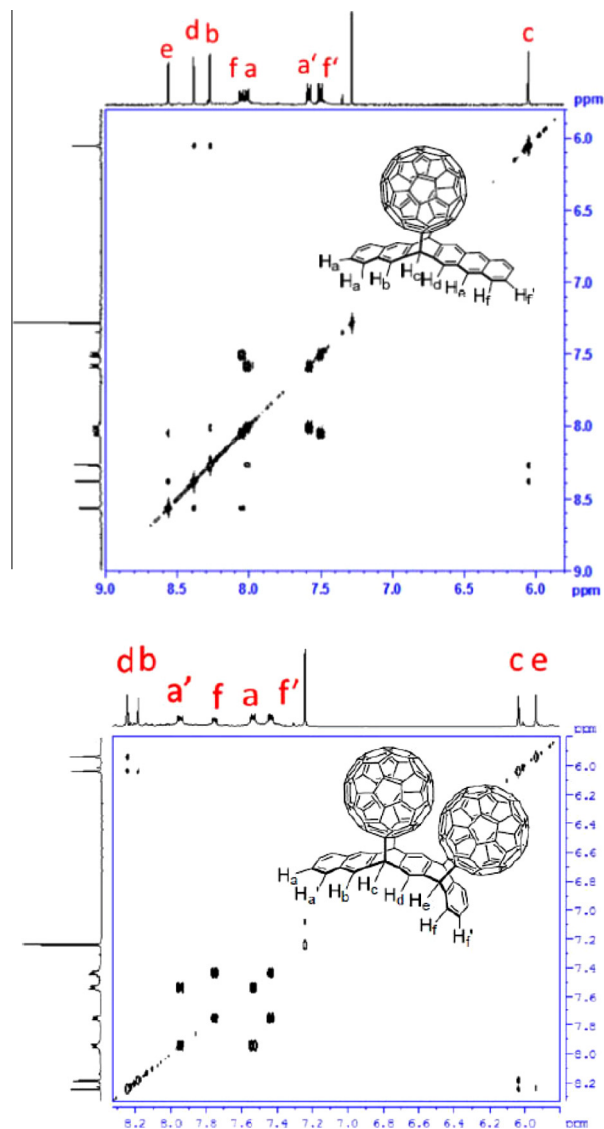 e d b f a a' f' c
ppm
6.0
6.5
Ha Ha Hb Hc Hd He Hf Hf'
7.0
7.5
8.0
8.5
9.0
9.0 8.5 8.0 7.5 7.0 6.5 6.0 ppm
d b a' f a f' c e
ppm
6.0
6.2
6.4
6.6
Ha Ha' Hb Hc Hd He Hf Hf'
6.8
7.0
7.2
7.4
7.6
7.8
8.0
8.2
8.2 8.0 7.8 7.6 7.4 7.2 7.0 6.8 6.6 6.4 6.2 6.0 ppm